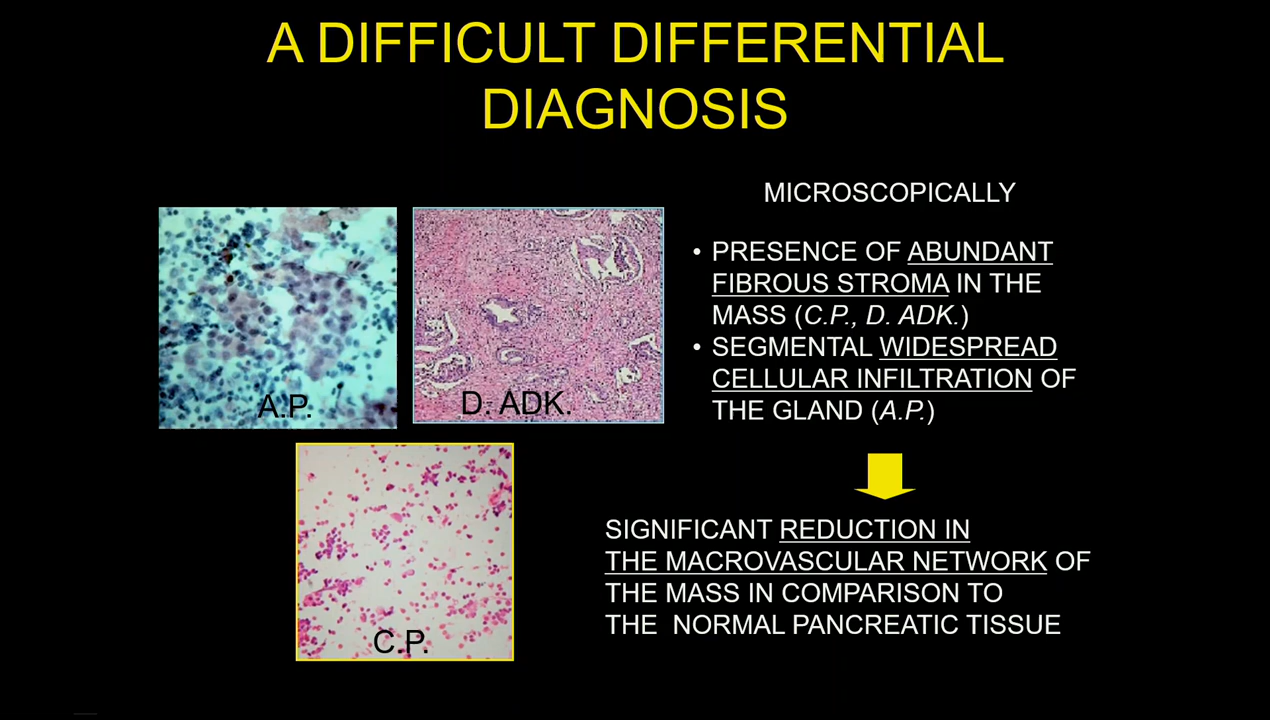 A DIFFICULT DIFFERENTIAL
DIAGNOSIS
MICROSCOPICALLY
• PRESENCE OF ABUNDANT
FIBROUS STROMA IN THE
MASS (C.P., D. ADK.)
• SEGMENTAL WIDESPREAD
CELLULAR INFILTRATION OF
THE GLAND (A.P.)
A.P.
D. ADK.
C.P.
SIGNIFICANT REDUCTION IN
THE MACROVASCULAR NETWORK OF
THE MASS IN COMPARISON TO
THE NORMAL PANCREATIC TISSUE